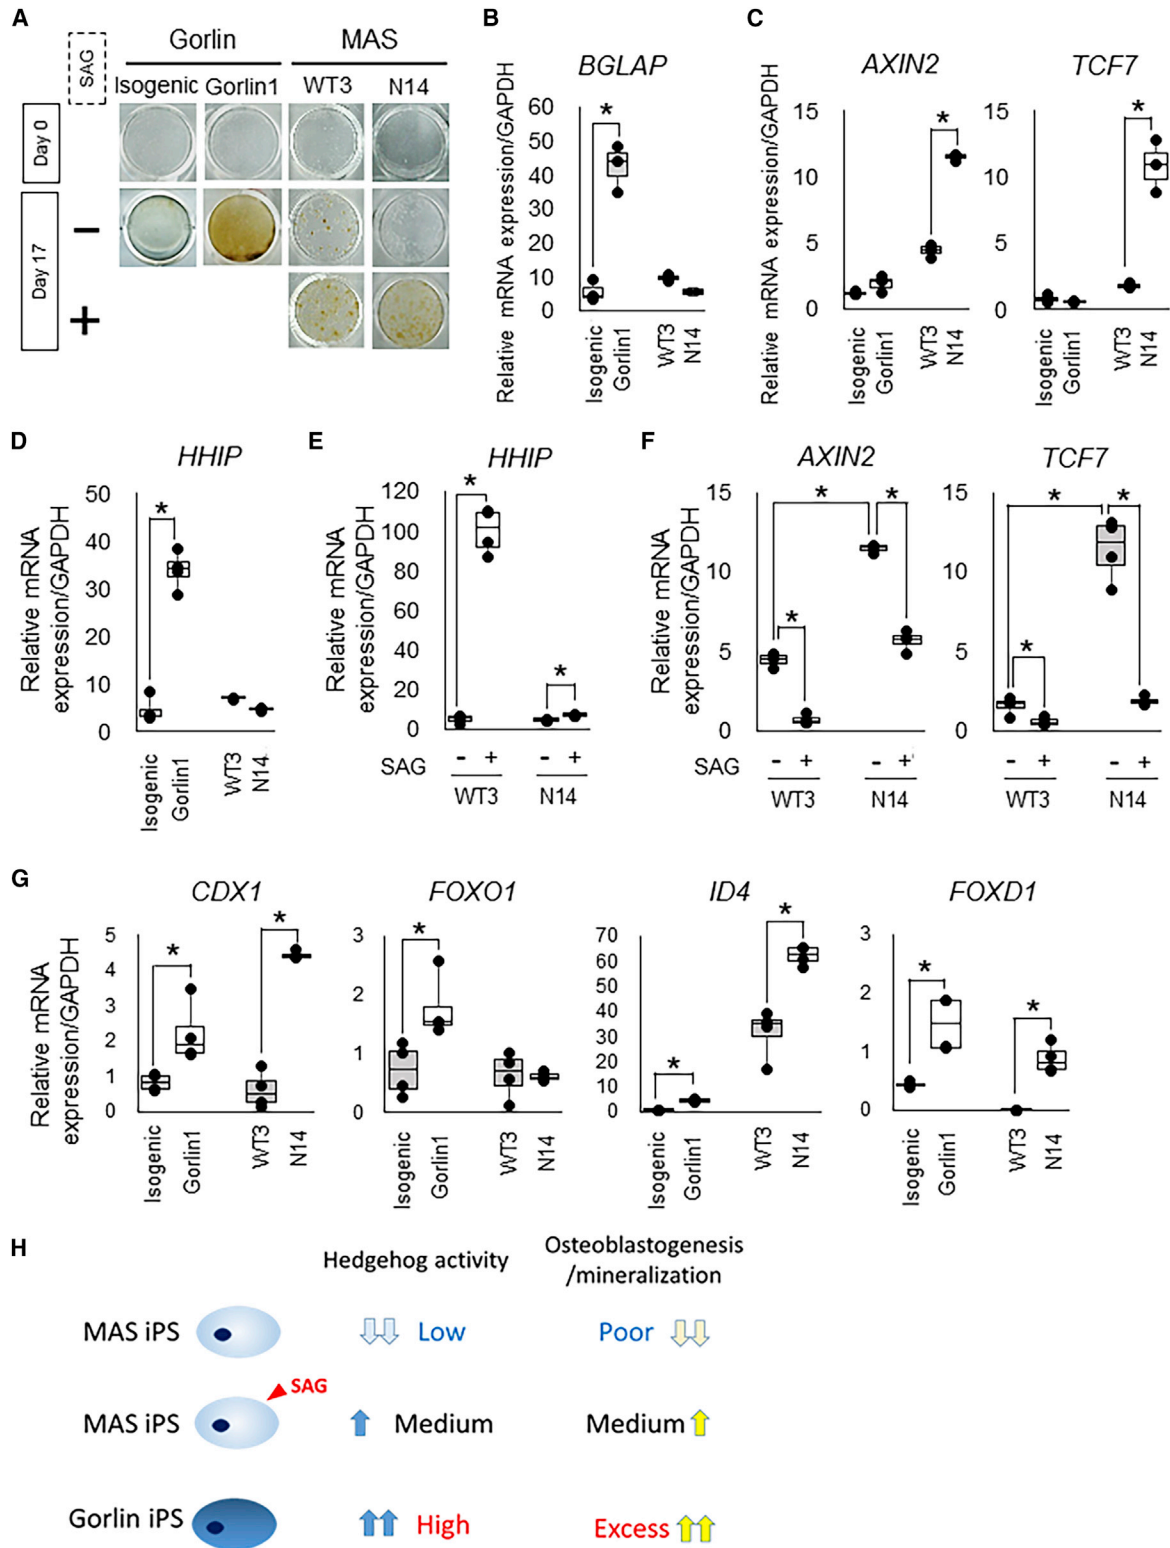 A
SAG
Gorlin
MAS
Isogenic
Gorlin1
WT3
N14
Day 0
Day 17
−
+
B
BGLAP
Relative mRNA expression/GAPDH
60
50
40
30
20
10
0
*
Isogenic
Gorlin1
WT3
N14
C
AXIN2
Relative mRNA expression/GAPDH
15
10
5
0
*
Isogenic
Gorlin1
WT3
N14
TCF7
15
10
5
0
*
Isogenic
Gorlin1
WT3
N14
D
HHIP
Relative mRNA
expression/GAPDH
50
40
30
20
10
0
*
Isogenic
Gorlin1
WT3
N14
E
HHIP
Relative mRNA
expression/GAPDH
120
100
80
60
40
20
0
*
*
SAG - + - +
WT3 N14
F
AXIN2
Relative mRNA
expression/GAPDH
15
10
5
0
* *
*
*
SAG - + - +
WT3 N14
TCF7
15
10
5
0
* *
*
- + - +
WT3 N14
G
CDX1
Relative mRNA
expression/GAPDH
5
4
3
2
1
0
*
*
Isogenic
Gorlin1
WT3
N14
FOXO1
3
2
1
0
*
Isogenic
Gorlin1
WT3
N14
ID4
70
60
50
40
30
20
10
0
*
*
Isogenic
Gorlin1
WT3
N14
FOXD1
3
2
1
0
*
*
Isogenic
Gorlin1
WT3
N14
H
Hedgehog activity
Osteoblastogenesis
/mineralization
MAS iPS Low Poor
SAG
MAS iPS Medium Medium
Gorlin iPS High Excess